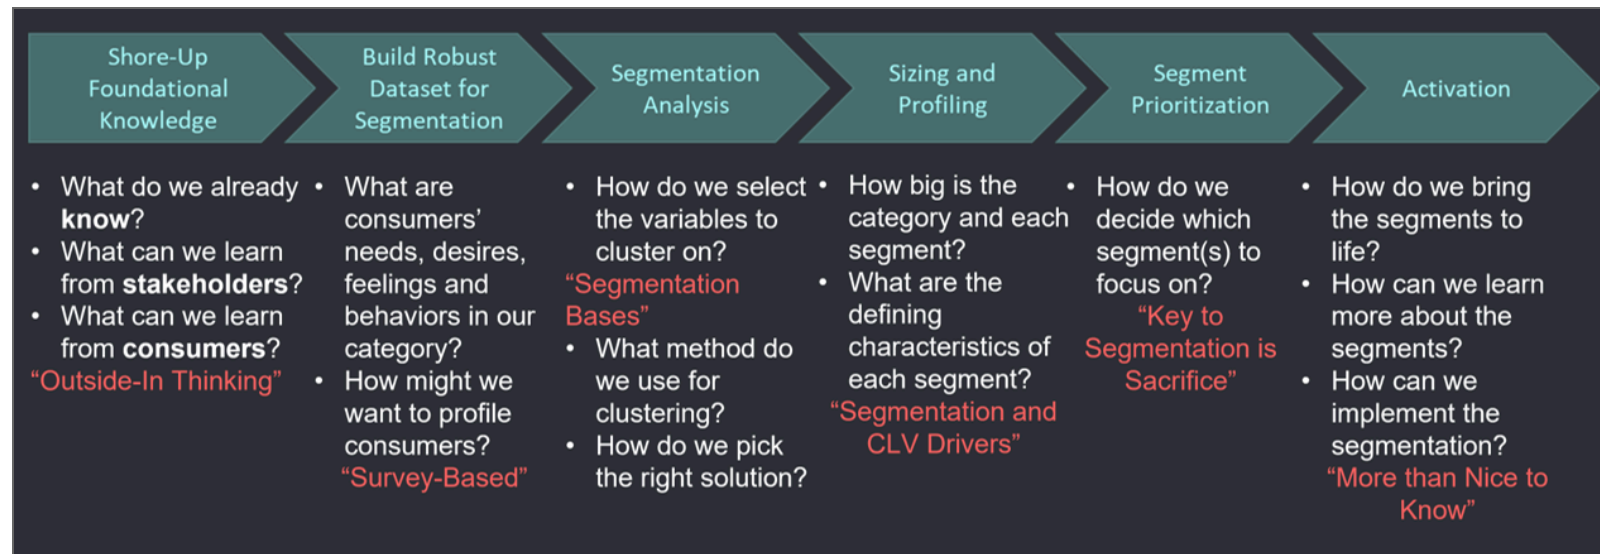 Shore-Up
Foundational
Knowledge
Build Robust
Dataset for
Segmentation
Segmentation
Analysis
Sizing and
Profiling
Segment
Prioritization
Activation
• What do we already
know?
• What can we learn
from stakeholders?
• What can we learn
from consumers?
“Outside-In Thinking”
• What are
consumers’
needs, desires,
feelings and
behaviors in our
category?
• How might we
want to profile
consumers?
“Survey-Based”
• How do we select
the variables to
cluster on?
“Segmentation
Bases”
• What method do
we use for
clustering?
• How do we pick
the right solution?
• How big is the
category and each
segment?
• What are the
defining
characteristics of
each segment?
“Segmentation and
CLV Drivers”
• How do we
decide which
segment(s) to
focus on?
“Key to
Segmentation is
Sacrifice”
• How do we bring
the segments to
life?
• How can we learn
more about the
segments?
• How can we
implement the
segmentation?
“More than Nice to
Know”